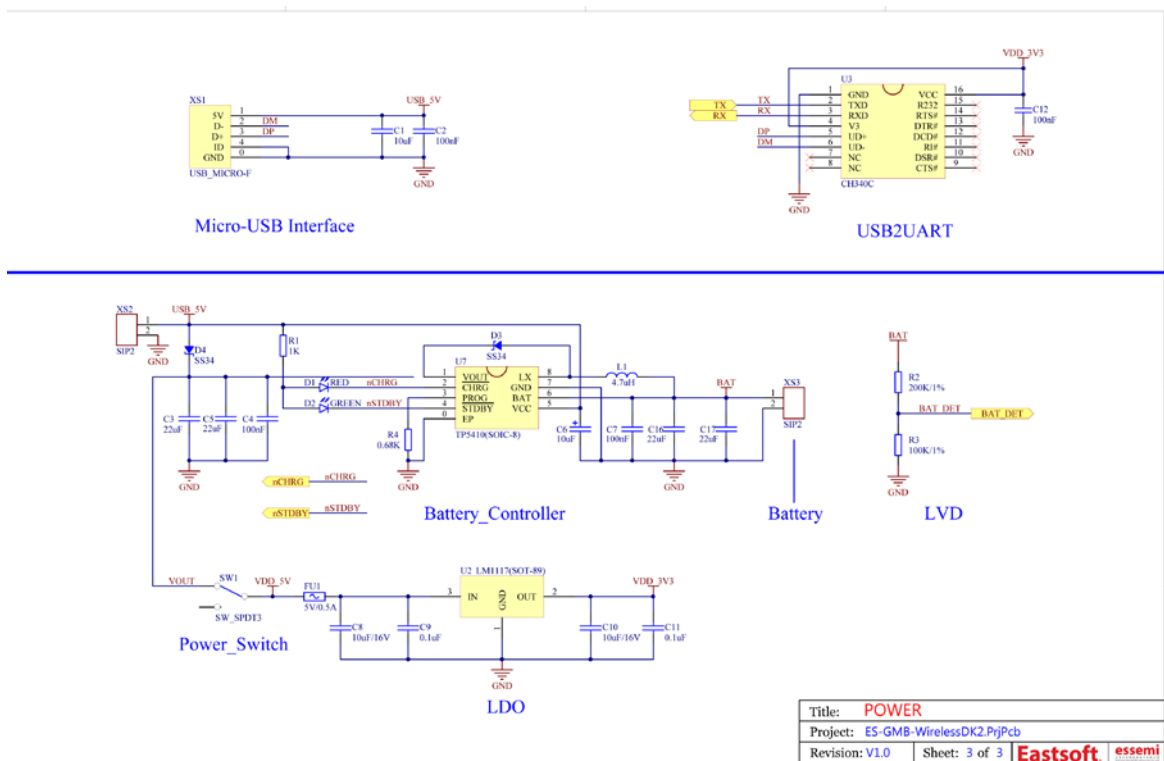 XS1
5V 1
D- 2 DM
D+ 3 DP
ID 4
GND 0
USB_MICRO-F
USB_5V
C1
10uF
C2
100nF
GND
Micro-USB Interface
VDD_3V3
U3
TX TX
RX RX
DP
DM
1 GND VCC 16
2 TXD R232 15
3 RXD RTS# 14
4 V3 DTR# 13
5 UD+ DCD# 12
6 UD- RI# 11
7 NC DSR# 10
8 NC CTS# 9
CH340C
C12
100nF
GND
GND
USB2UART
XS2
1
2
SIP2
GND
USB_5V
D4
SS34
R1
1K
D3
SS34
U7
1 VOUT LX 8
2 CHRG GND 7
3 PROG BAT 6
4 STDBY VCC 5
0 EP
TP5410(SOIC-8)
D1 RED nCHRG
D2 GREEN nSTDBY
L1
4.7uH
BAT
XS3
1
2
SIP2
C3
22uF
C5
22uF
C4
100nF
GND
R4
0.68K
GND
C6
10uF
C7
100nF
C16
22uF
C17
22uF
GND
nCHRG nCHRG
nSTDBY nSTDBY
Battery_Controller
Battery
BAT
R2
200K/1%
BAT_DET BAT_DET
R3
100K/1%
GND
LVD
VOUT
SW1
SW_SPDT3
Power_Switch
VDD_5V
FU1
5V/0.5A
C8
10uF/16V
C9
0.1uF
U2 LM1117(SOT-89)
3 IN GND OUT 2
1
VDD_3V3
C10
10uF/16V
C11
0.1uF
GND
LDO
Title: POWER
Project: ES-GMB-WirelessDK2.PrjPcb
Revision: V1.0 Sheet: 3 of 3 Eastsoft. essemi